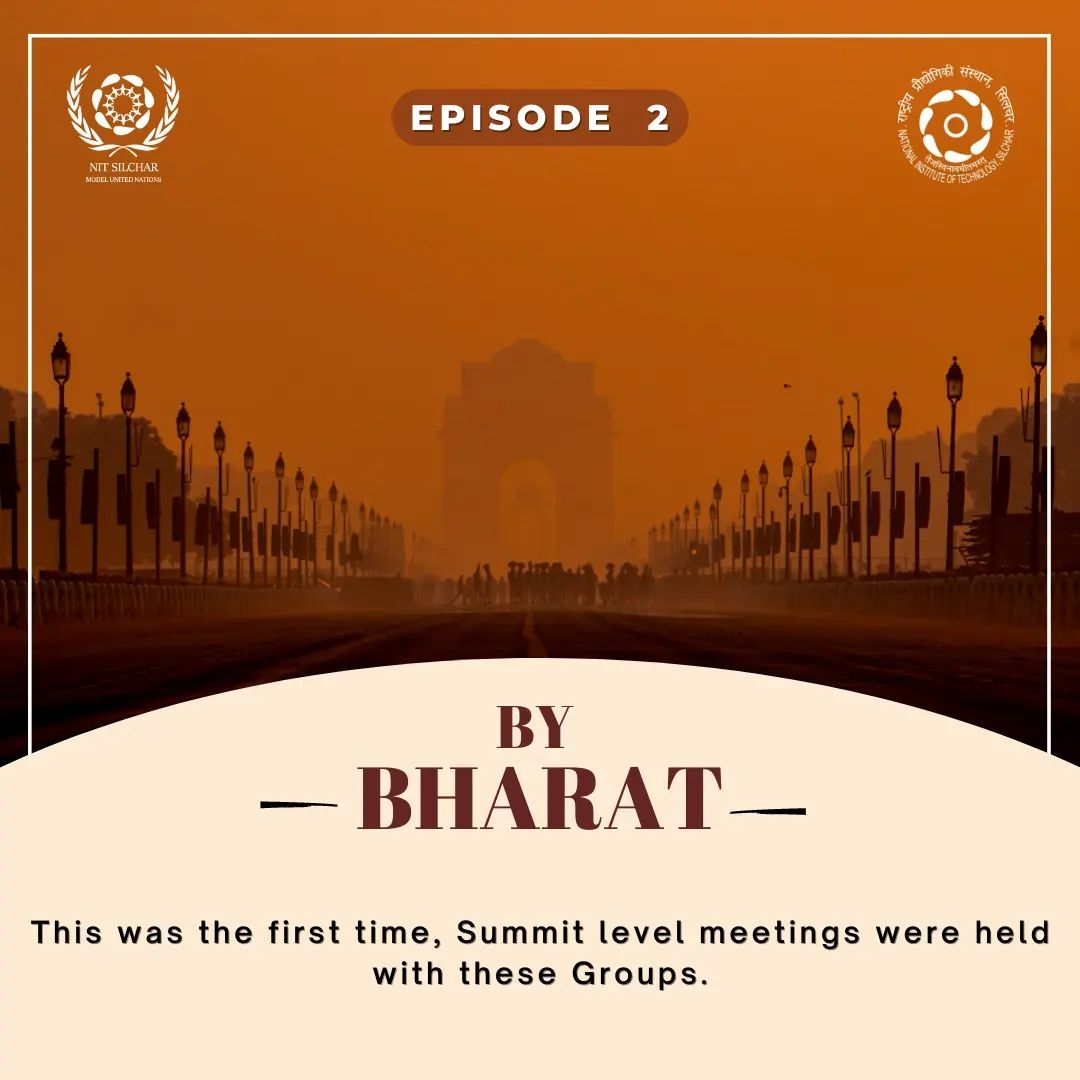 EPISODE 2
NIT SILCHAR
MODEL UNITED NATIONS
राष्ट्रीय प्रौद्योगिकी संस्थान, सिलचर
NATIONAL INSTITUTE OF TECHNOLOGY, SILCHAR
BY
BHARAT
This was the first time, Summit level meetings were held
with these Groups.